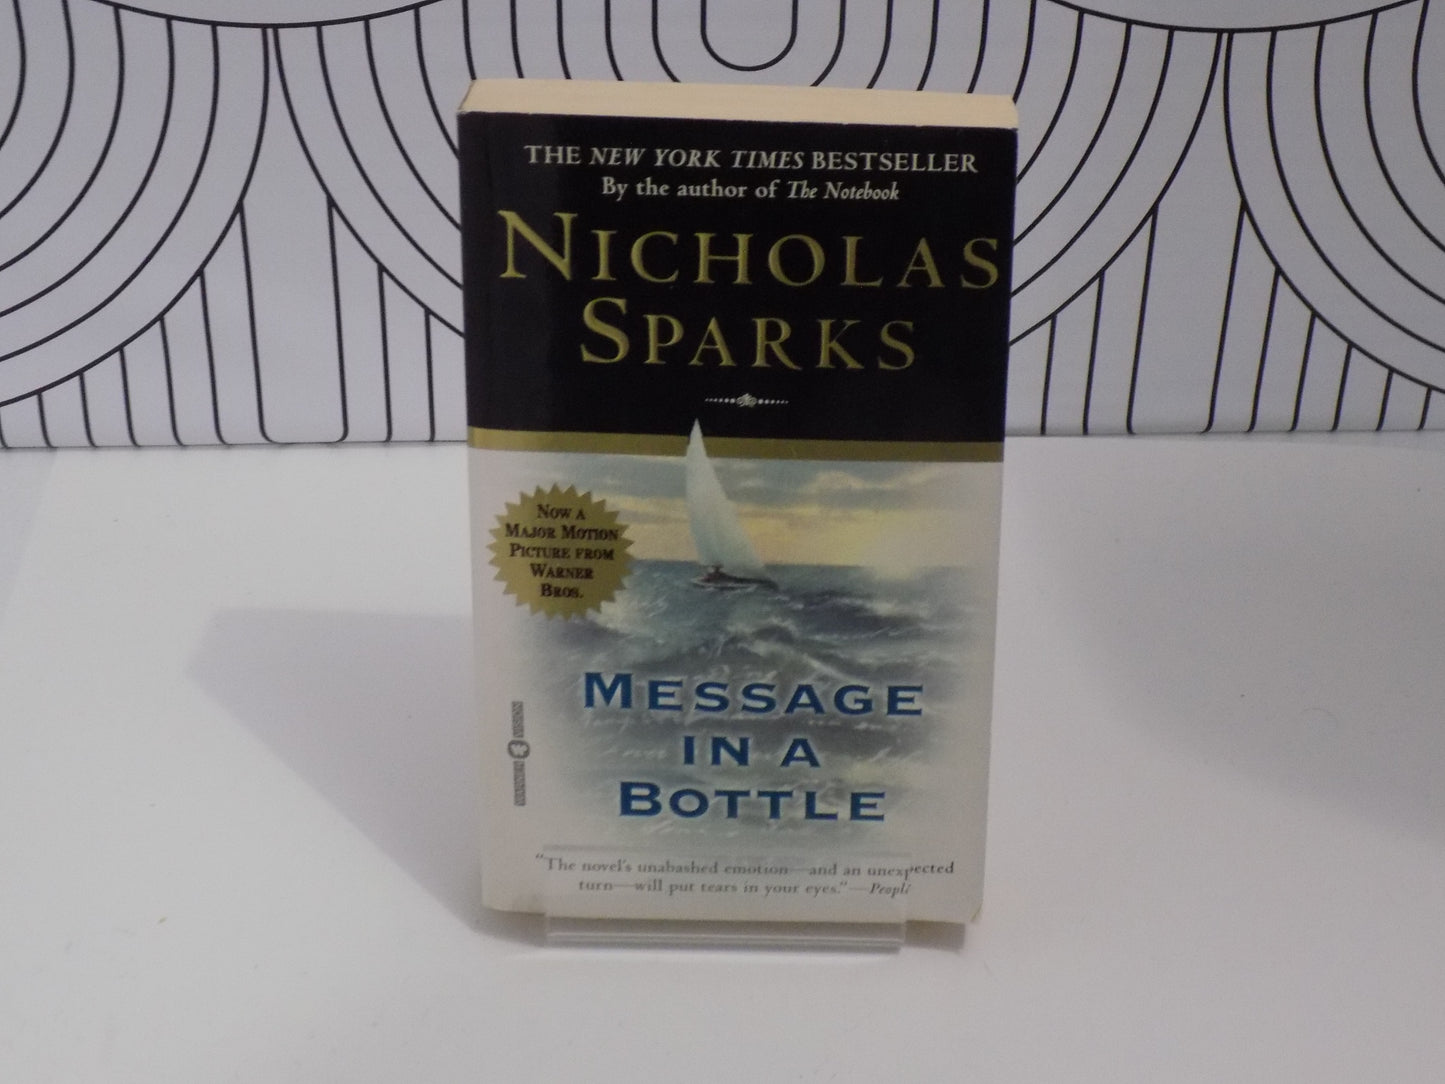 THE NEW YORK TIMES BESTSELLER
By the author of The Notebook
NICHOLAS
SPARKS
NOW A
MAJOR MOTION
PICTURE FROM
WARNER
BROS.
MESSAGE
IN A
BOTTLE
“The novel’s unabashed emotion—and an unexpected
turn—will put tears in your eyes.”—People